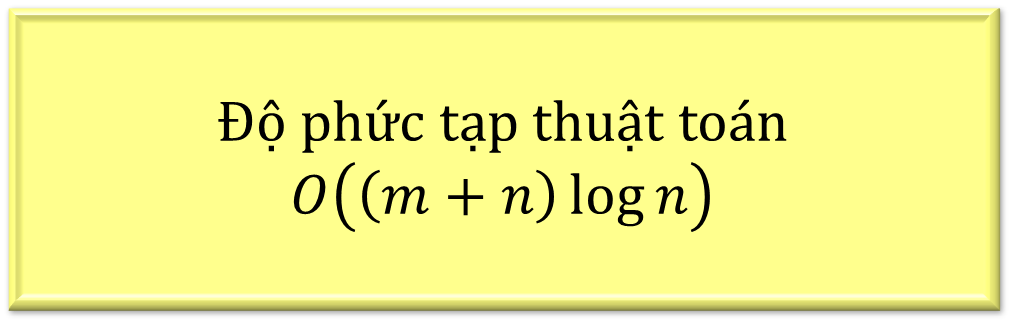 Độ phức tạp thuật toán
𝑂((𝑚 + 𝑛) log 𝑛)